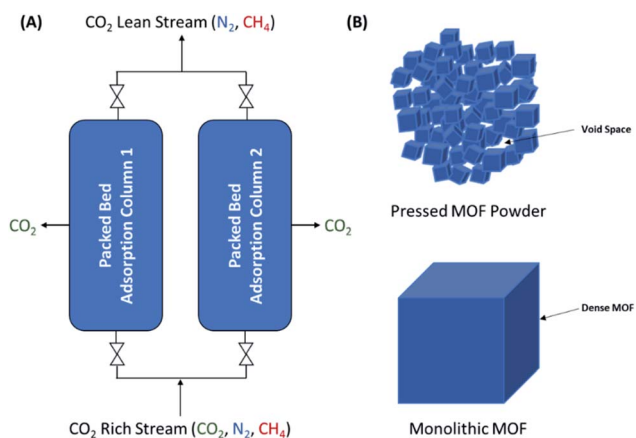 (A)
CO₂ Lean Stream (N₂, CH₄)
Packed Bed
Adsorption Column 1
Packed Bed
Adsorption Column 2
CO₂
CO₂
CO₂ Rich Stream (CO₂, N₂, CH₄)
(B)
Void Space
Pressed MOF Powder
Dense MOF
Monolithic MOF